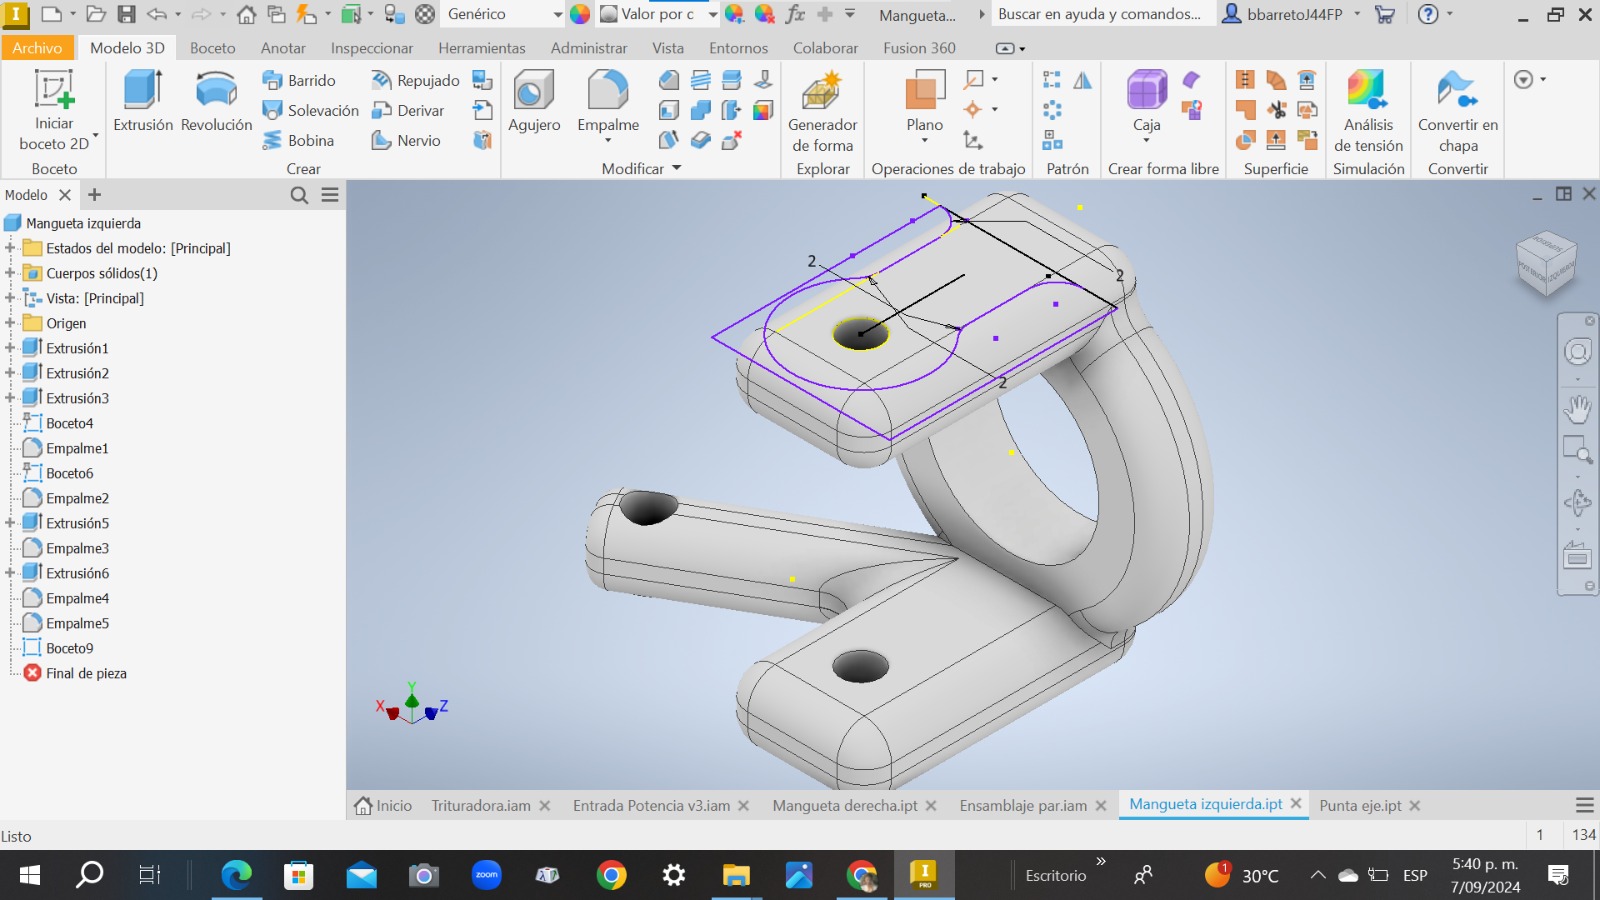 Genérico
Valor por c
fx
Mangueta...
Buscar en ayuda y comandos...
bbarretoJ44FP
Archivo
Modelo 3D
Boceto
Anotar
Inspeccionar
Herramientas
Administrar
Vista
Entornos
Colaborar
Fusion 360
Iniciar
boceto 2D
Boceto
Extrusión
Revolución
Barrido
Solevación
Bobina
Repujado
Derivar
Nervio
Crear
Agujero
Empalme
Modificar
Generador
de forma
Explorar
Plano
Operaciones de trabajo
Patrón
Caja
Crear forma libre
Superficie
Análisis
de tensión
Simulación
Convertir en
chapa
Convertir
Modelo
Mangueta izquierda
Estados del modelo: [Principal]
Cuerpos sólidos(1)
Vista: [Principal]
Origen
Extrusión1
Extrusión2
Extrusión3
Boceto4
Empalme1
Boceto6
Empalme2
Extrusión5
Empalme3
Extrusión6
Empalme4
Empalme5
Boceto9
Final de pieza
2
2
2
X
Y
Z
Inicio
Trituradora.iam
Entrada Potencia v3.iam
Mangueta derecha.ipt
Ensamblaje par.iam
Mangueta izquierda.ipt
Punta eje.ipt
Listo
1
134
zoom
I
PRO
Escritorio
1
30°C
ESP
5:40 p. m.
7/09/2024